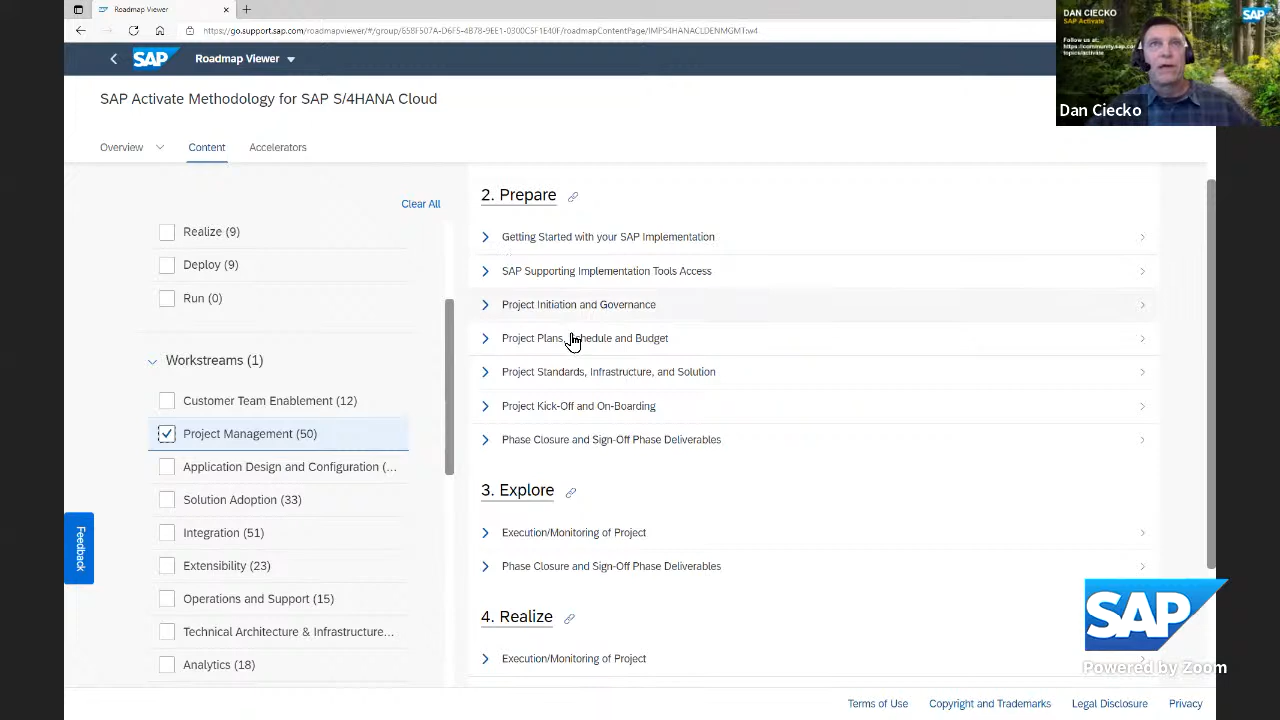 Roadmap Viewer
https://go.support.sap.com/roadmapviewer/#/group/658F507A-D6F5-4B78-9EE1-0300C5F1E40F/roadmapContentPage/IMPS4HANACLDENMGMT:w4
SAP
Roadmap Viewer
SAP Activate Methodology for SAP S/4HANA Cloud
Overview
Content
Accelerators
Clear All
Realize (9)
Deploy (9)
Run (0)
Workstreams (1)
Customer Team Enablement (12)
Project Management (50)
Application Design and Configuration (...
Solution Adoption (33)
Integration (51)
Extensibility (23)
Operations and Support (15)
Technical Architecture & Infrastructure...
Analytics (18)
Feedback
2. Prepare
Getting Started with your SAP Implementation
SAP Supporting Implementation Tools Access
Project Initiation and Governance
Project Plans, Schedule and Budget
Project Standards, Infrastructure, and Solution
Project Kick-Off and On-Boarding
Phase Closure and Sign-Off Phase Deliverables
3. Explore
Execution/Monitoring of Project
Phase Closure and Sign-Off Phase Deliverables
4. Realize
Execution/Monitoring of Project
Terms of Use
Copyright and Trademarks
Legal Disclosure
Privacy
DAN CIECKO
SAP Activate
Follow us at:
https://community.sap.com/
topics/activate
SAP
Dan Ciecko
SAP
Powered by Zoom